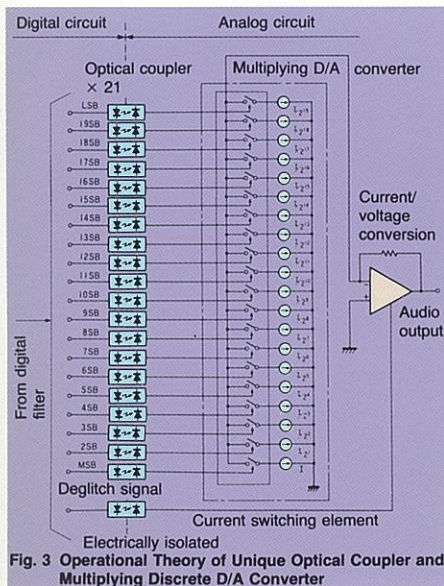 Digital circuit
Analog circuit
Optical coupler
× 21
Multiplying D/A converter
LSB
19SB
18SB
17SB
16SB
15SB
14SB
13SB
12SB
11SB
10SB
9SB
8SB
7SB
6SB
5SB
4SB
3SB
2SB
MSB
Current/
voltage
conversion
Audio
output
From digital
filter
Deglitch signal
Current switching element
Electrically isolated
Fig. 3 Operational Theory of Unique Optical Coupler and
Multiplying Discrete D/A Converter